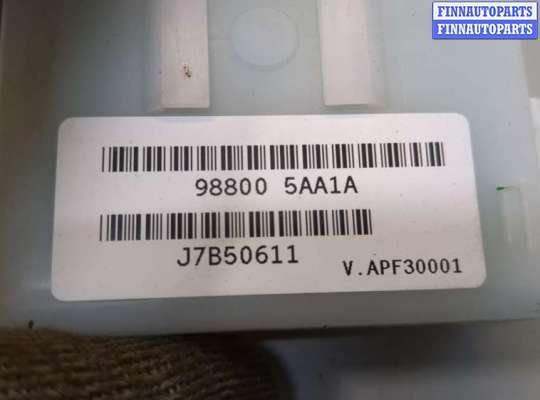 FINNAUTOPARTS
FINNAUTOPARTS
98800 5AA1A
J7B50611
V.APF30001